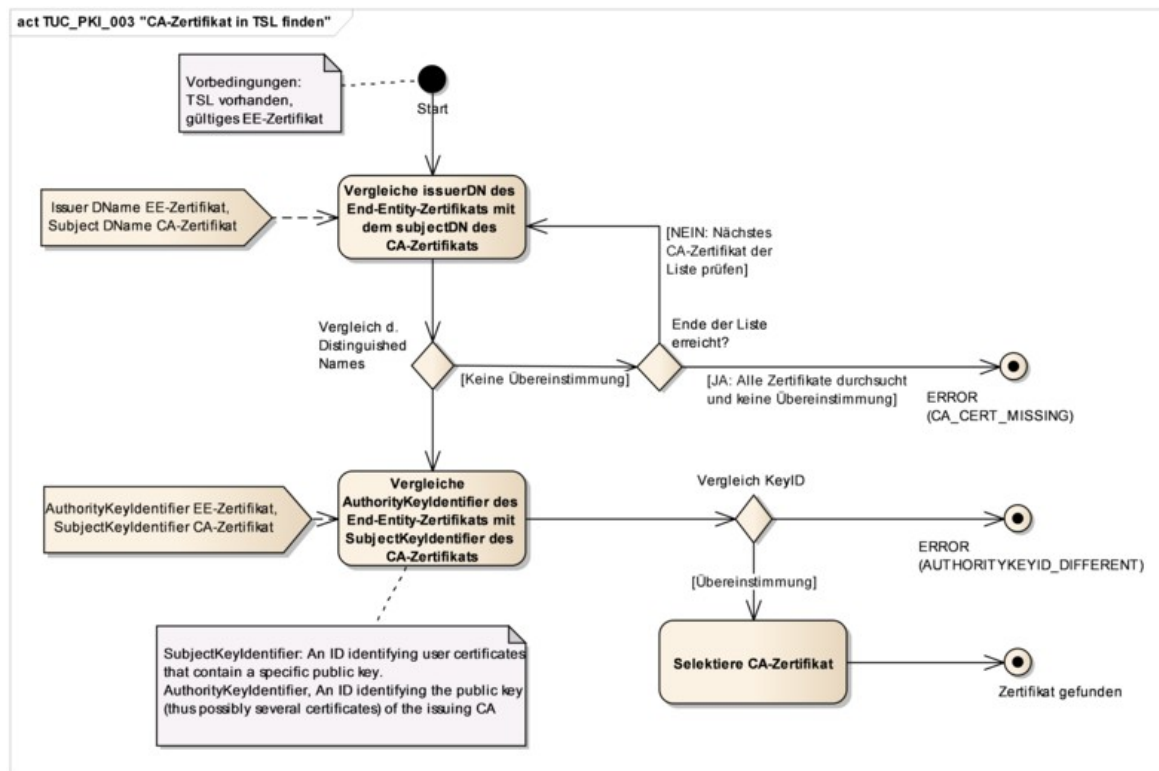 act TUC_PKI_003 "CA-Zertifikat in TSL finden"
Vorbedingungen:
TSL vorhanden,
gültiges EE-Zertifikat
Start
Issuer DName EE-Zertifikat,
Subject DName CA-Zertifikat
Vergleiche issuerDN des
End-Entity-Zertifikats mit
dem subjectDN des
CA-Zertifikats
[NEIN: Nächstes
CA-Zertifikat der
Liste prüfen]
Vergleich d.
Distinguished
Names
Ende der Liste
erreicht?
[Keine Übereinstimmung]
[JA: Alle Zertifikate durchsucht
und keine Übereinstimmung]
ERROR
(CA_CERT_MISSING)
AuthorityKeyIdentifier EE-Zertifikat,
SubjectKeyIdentifier CA-Zertifikat
Vergleiche
AuthorityKeyIdentifier des
End-Entity-Zertifikats mit
SubjectKeyIdentifier des
CA-Zertifikats
Vergleich KeyID
ERROR
(AUTHORITYKEYID_DIFFERENT)
[Übereinstimmung]
SubjectKeyIdentifier: An ID identifying user certificates
that contain a specific public key.
AuthorityKeyIdentifier, An ID identifying the public key
(thus possibly several certificates) of the issuing CA
Selektiere CA-Zertifikat
Zertifikat gefunden